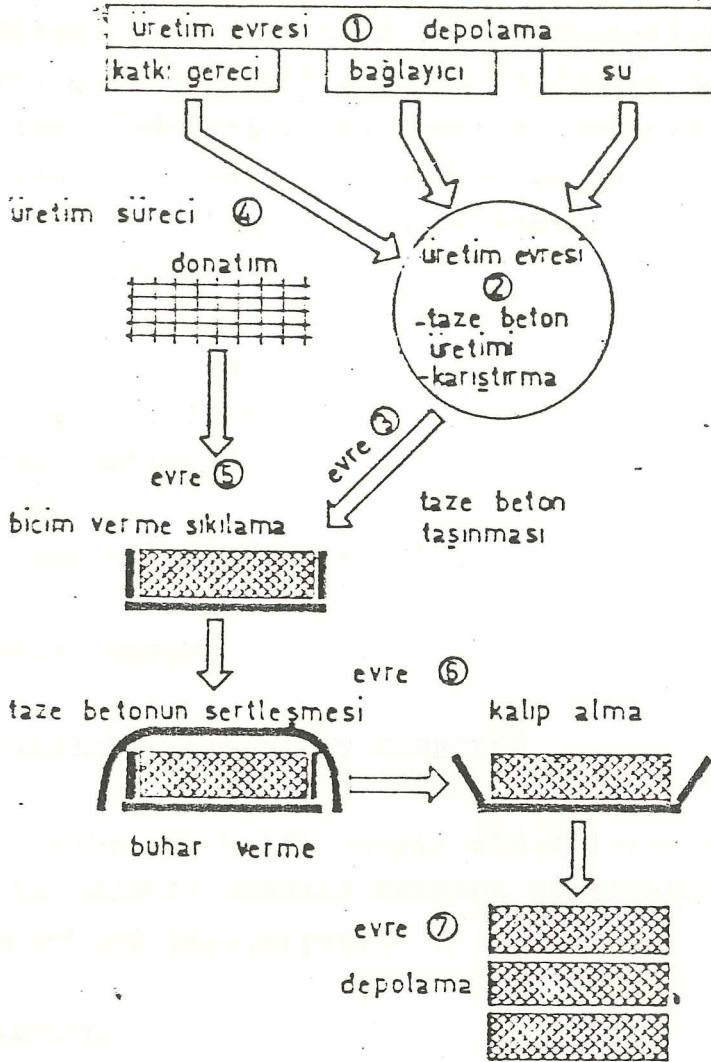 üretim evresi ① depolama
katkı gereci bağlayıcı su
üretim süreci ④
donatım
üretim evresi
②
-taze beton
üretimi
-karıştırma
evre ③
evre ⑤
biçim verme sıkılama
taze beton
taşınması
evre ⑥
taze betonun sertleşmesi
kalıp alma
buhar verme
evre ⑦
depolama